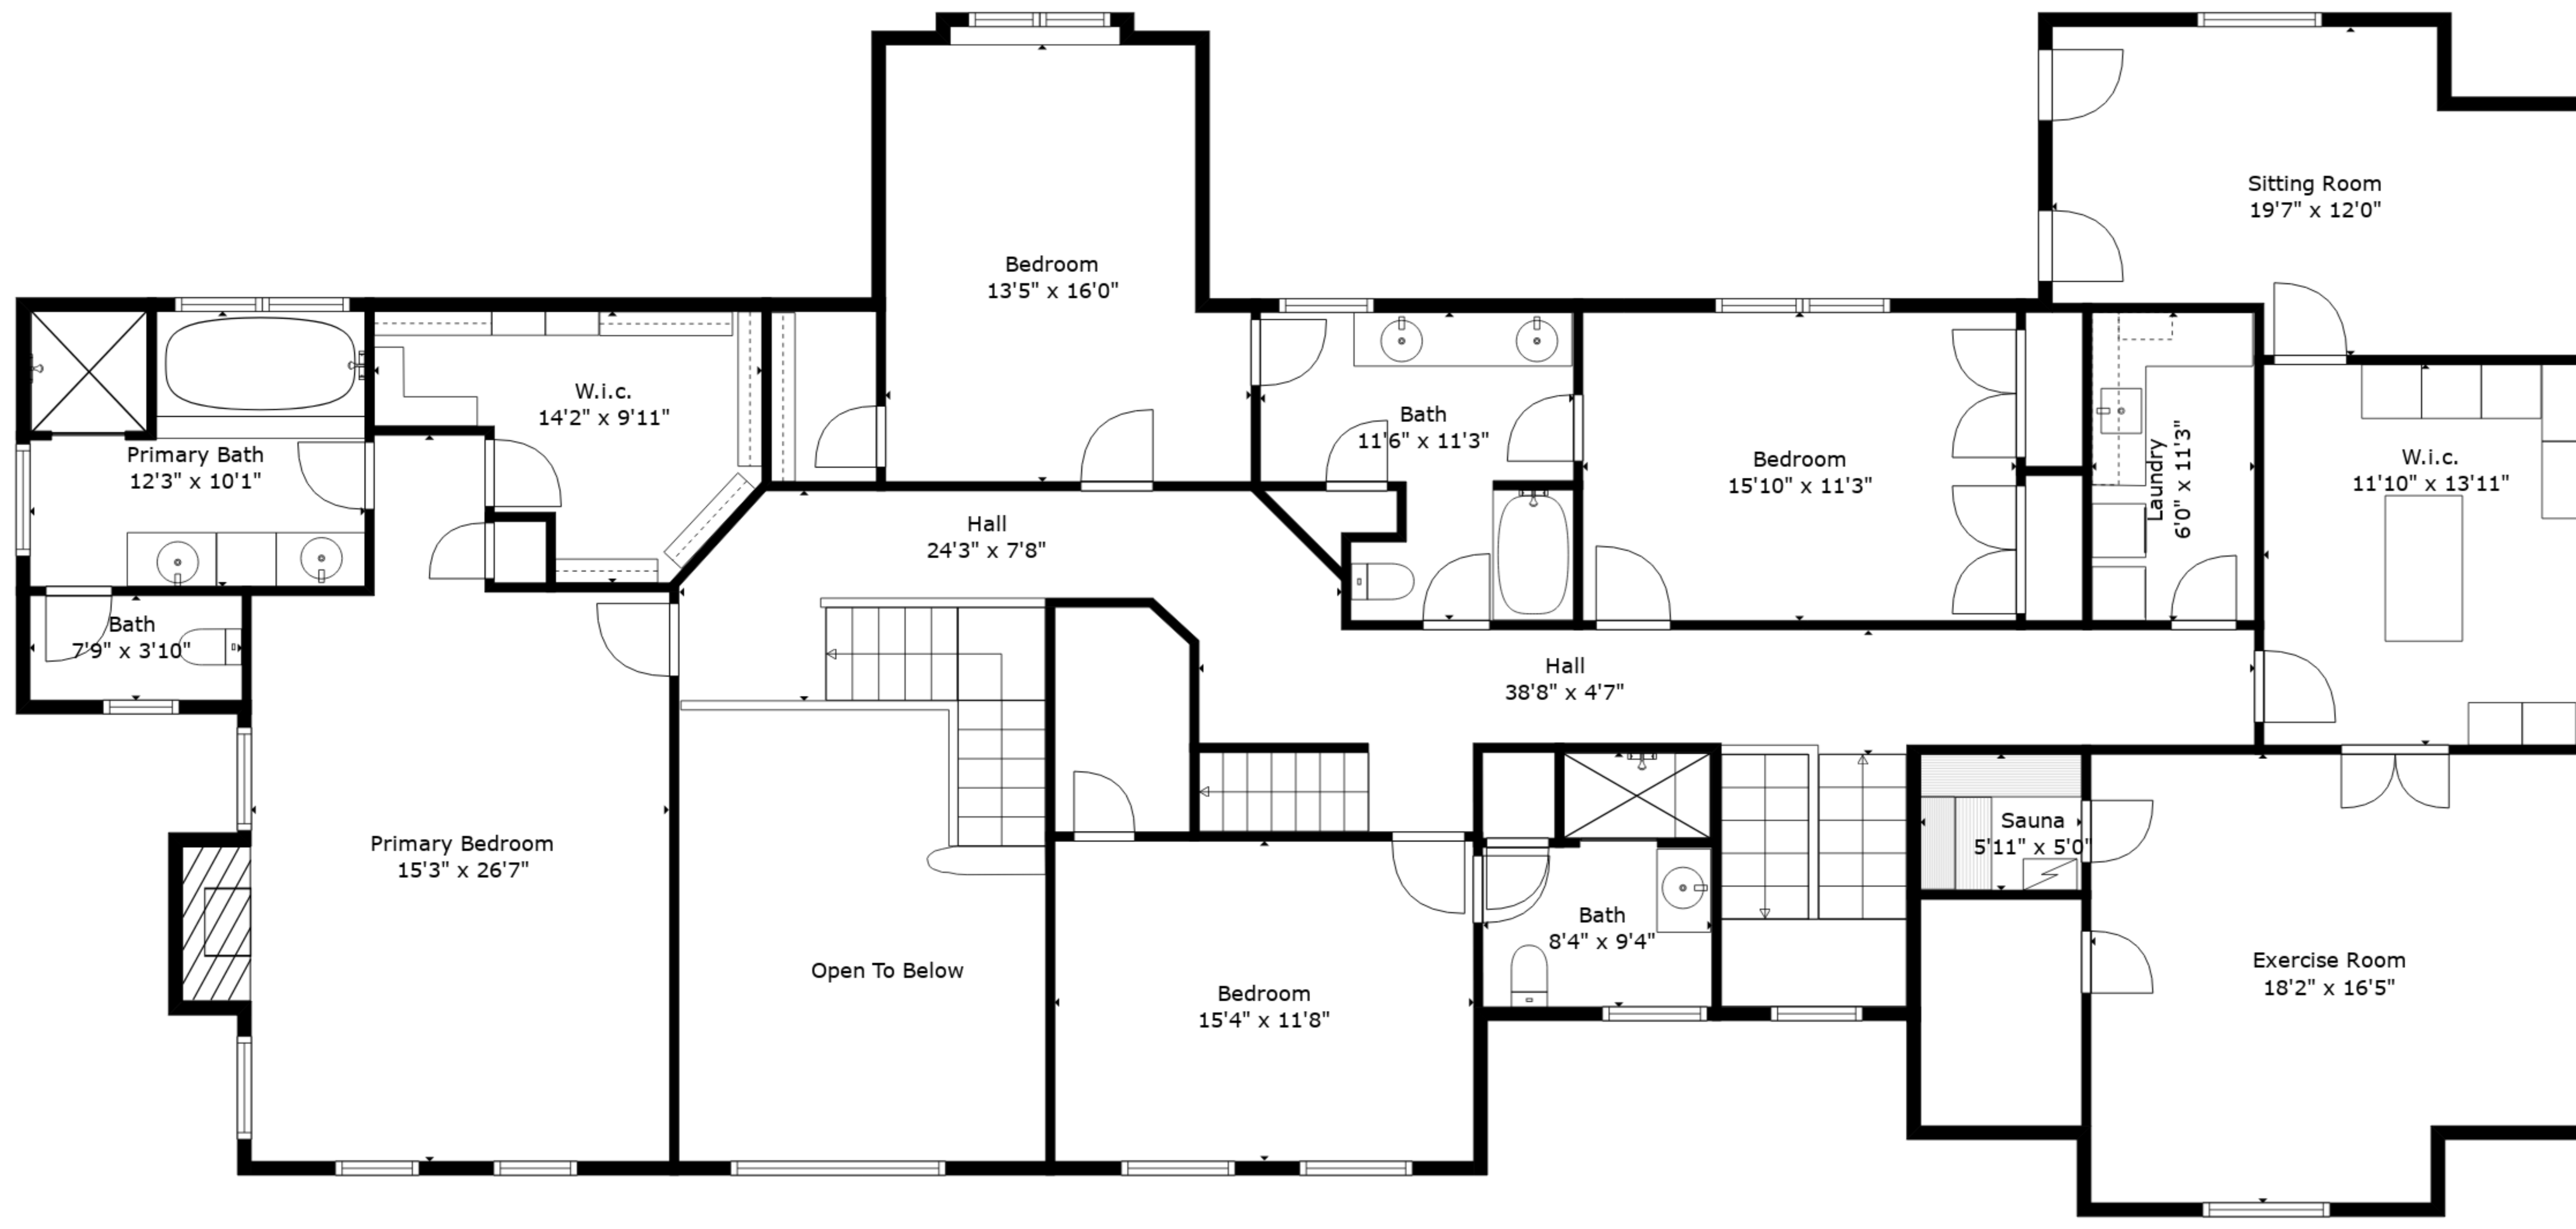 Sitting Room
19'7" x 12'0"
Bedroom
13'5" x 16'0"
W.i.c.
14'2" x 9'11"
Bath
11'6" x 11'3"
Primary Bath
12'3" x 10'1"
Bedroom
15'10" x 11'3"
Laundry
6'0" x 11'3"
W.i.c.
11'10" x 13'11"
Hall
24'3" x 7'8"
Bath
7'9" x 3'10"
Hall
38'8" x 4'7"
Primary Bedroom
15'3" x 26'7"
Sauna
5'11" x 5'0"
Bath
8'4" x 9'4"
Open To Below
Bedroom
15'4" x 11'8"
Exercise Room
18'2" x 16'5"